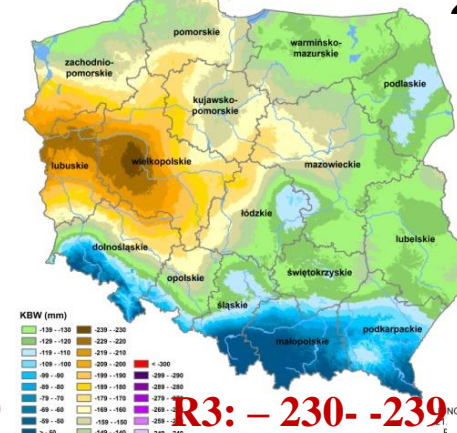 pomorskie
warmińsko-
mazurskie
zachodnio-
pomorskie
podlaskie
kujawsko-
pomorskie
lubuskie
wielkopolskie
mazowieckie
łódzkie
lubelskie
dolnośląskie
opolskie
świętokrzyskie
śląskie
podkarpackie
małopolskie
KBW (mm)
-139 - -130 -239 - -230
-129 - -120 -229 - -220
-119 - -110 -219 - -210
-109 - -100 -209 - -200 < -300
-99 - -90 -199 - -190 -299 - -290
-89 - -80 -189 - -180 -289 - -280
-79 - -70 -179 - -170 -279 - -270
-69 - -60 -169 - -160
-59 - -50 -159 - -150
R3: – 230- -239